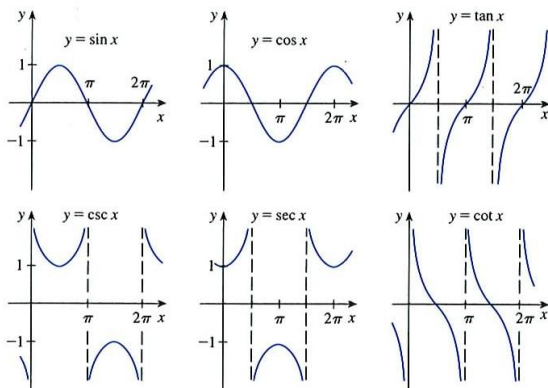 y y y
y = sin x y = cos x y = tan x
1 π 2π x
−1
1 π 2π x
−1
π 2π x
y y y
y = csc x y = sec x y = cot x
1 π 2π x
−1
1 π 2π x
−1
π 2π x